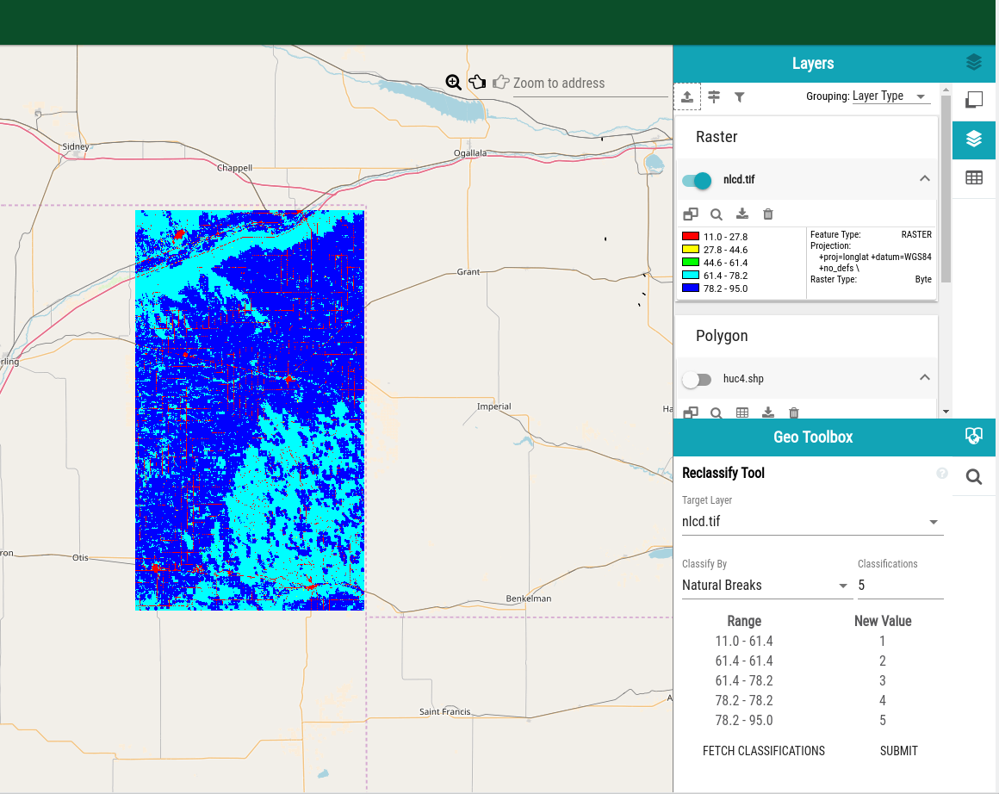 Layers
Zoom to address
Grouping: Layer Type
Raster
nlcd.tif
11.0 - 27.8
27.8 - 44.6
44.6 - 61.4
61.4 - 78.2
78.2 - 95.0
Feature Type: RASTER
Projection:
+proj=longlat +datum=WGS84
+no_defs \
Raster Type: Byte
Polygon
huc4.shp
Geo Toolbox
Reclassify Tool
?
Target Layer
nlcd.tif
Classify By
Classifications
Natural Breaks
5
Range New Value
11.0 - 61.4 1
61.4 - 61.4 2
61.4 - 78.2 3
78.2 - 78.2 4
78.2 - 95.0 5
FETCH CLASSIFICATIONS
SUBMIT
Sidney
Chappell
Ogallala
Grant
rling
Imperial
Ha
ron
Otis
Benkelman
Saint Francis
A